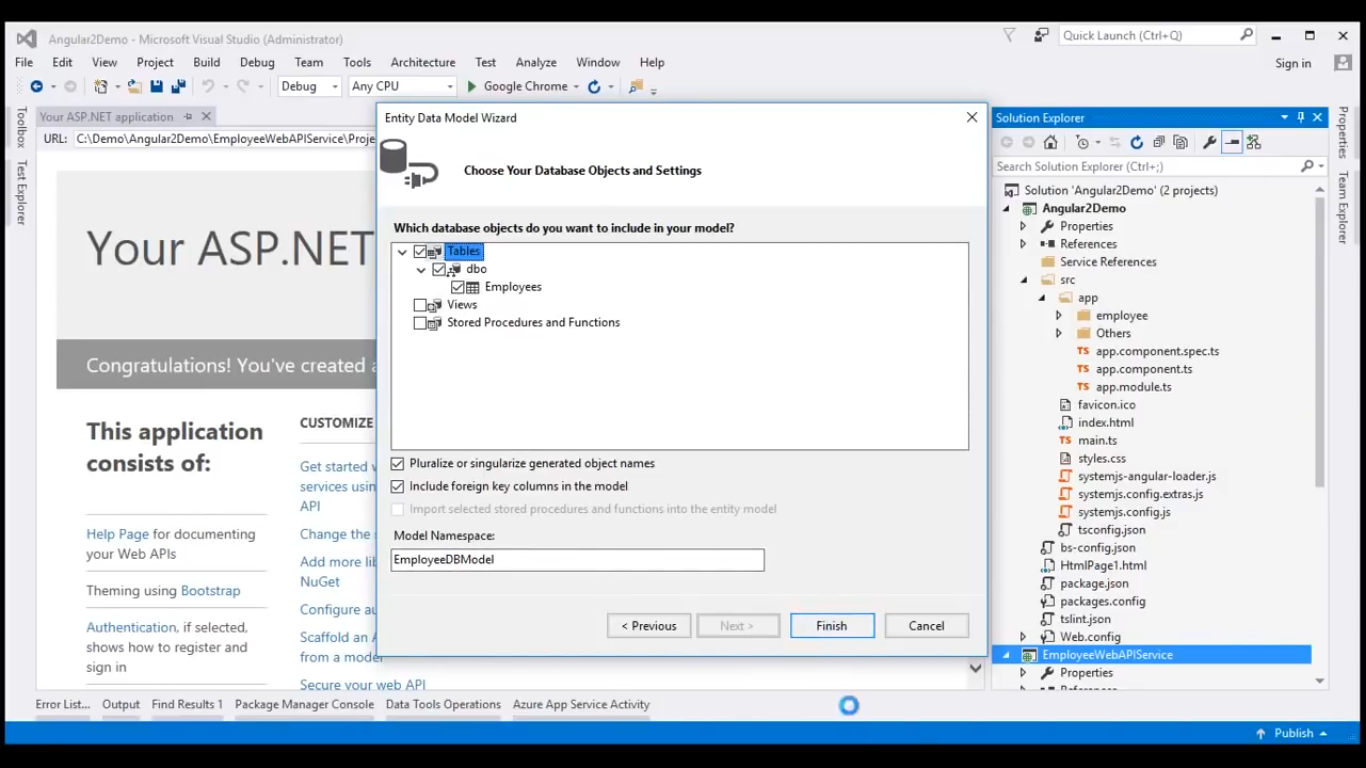 Angular2Demo - Microsoft Visual Studio (Administrator)
Quick Launch (Ctrl+Q)
File Edit View Project Build Debug Team Tools Architecture Test Analyze Window Help
Sign in
Debug Any CPU Google Chrome
Toolbox
Test Explorer
Your ASP.NET application
URL: C:\Demo\Angular2Demo\EmployeeWebAPIService\Proje
Your ASP.NET
Congratulations! You've created a
This application
consists of:
Help Page for documenting
your Web APIs
Theming using Bootstrap
Authentication, if selected,
shows how to register and
sign in
CUSTOMIZE
Get started w
services using
API
Change the
Add more lib
NuGet
Configure au
Scaffold an A
from a model
Secure your web API
Entity Data Model Wizard
Choose Your Database Objects and Settings
Which database objects do you want to include in your model?
Tables
dbo
Employees
Views
Stored Procedures and Functions
Pluralize or singularize generated object names
Include foreign key columns in the model
Import selected stored procedures and functions into the entity model
Model Namespace:
EmployeeDBModel
< Previous Next > Finish Cancel
Solution Explorer
Search Solution Explorer (Ctrl+;)
Solution 'Angular2Demo' (2 projects)
Angular2Demo
Properties
References
Service References
src
app
employee
Others
TS app.component.spec.ts
TS app.component.ts
TS app.module.ts
favicon.ico
index.html
TS main.ts
styles.css
systemjs-angular-loader.js
systemjs.config.extras.js
systemjs.config.js
tsconfig.json
bs-config.json
HtmlPage1.html
package.json
packages.config
tslint.json
Web.config
EmployeeWebAPIService
Properties
References
Properties
Team Explorer
Error List... Output Find Results 1 Package Manager Console Data Tools Operations Azure App Service Activity
Publish